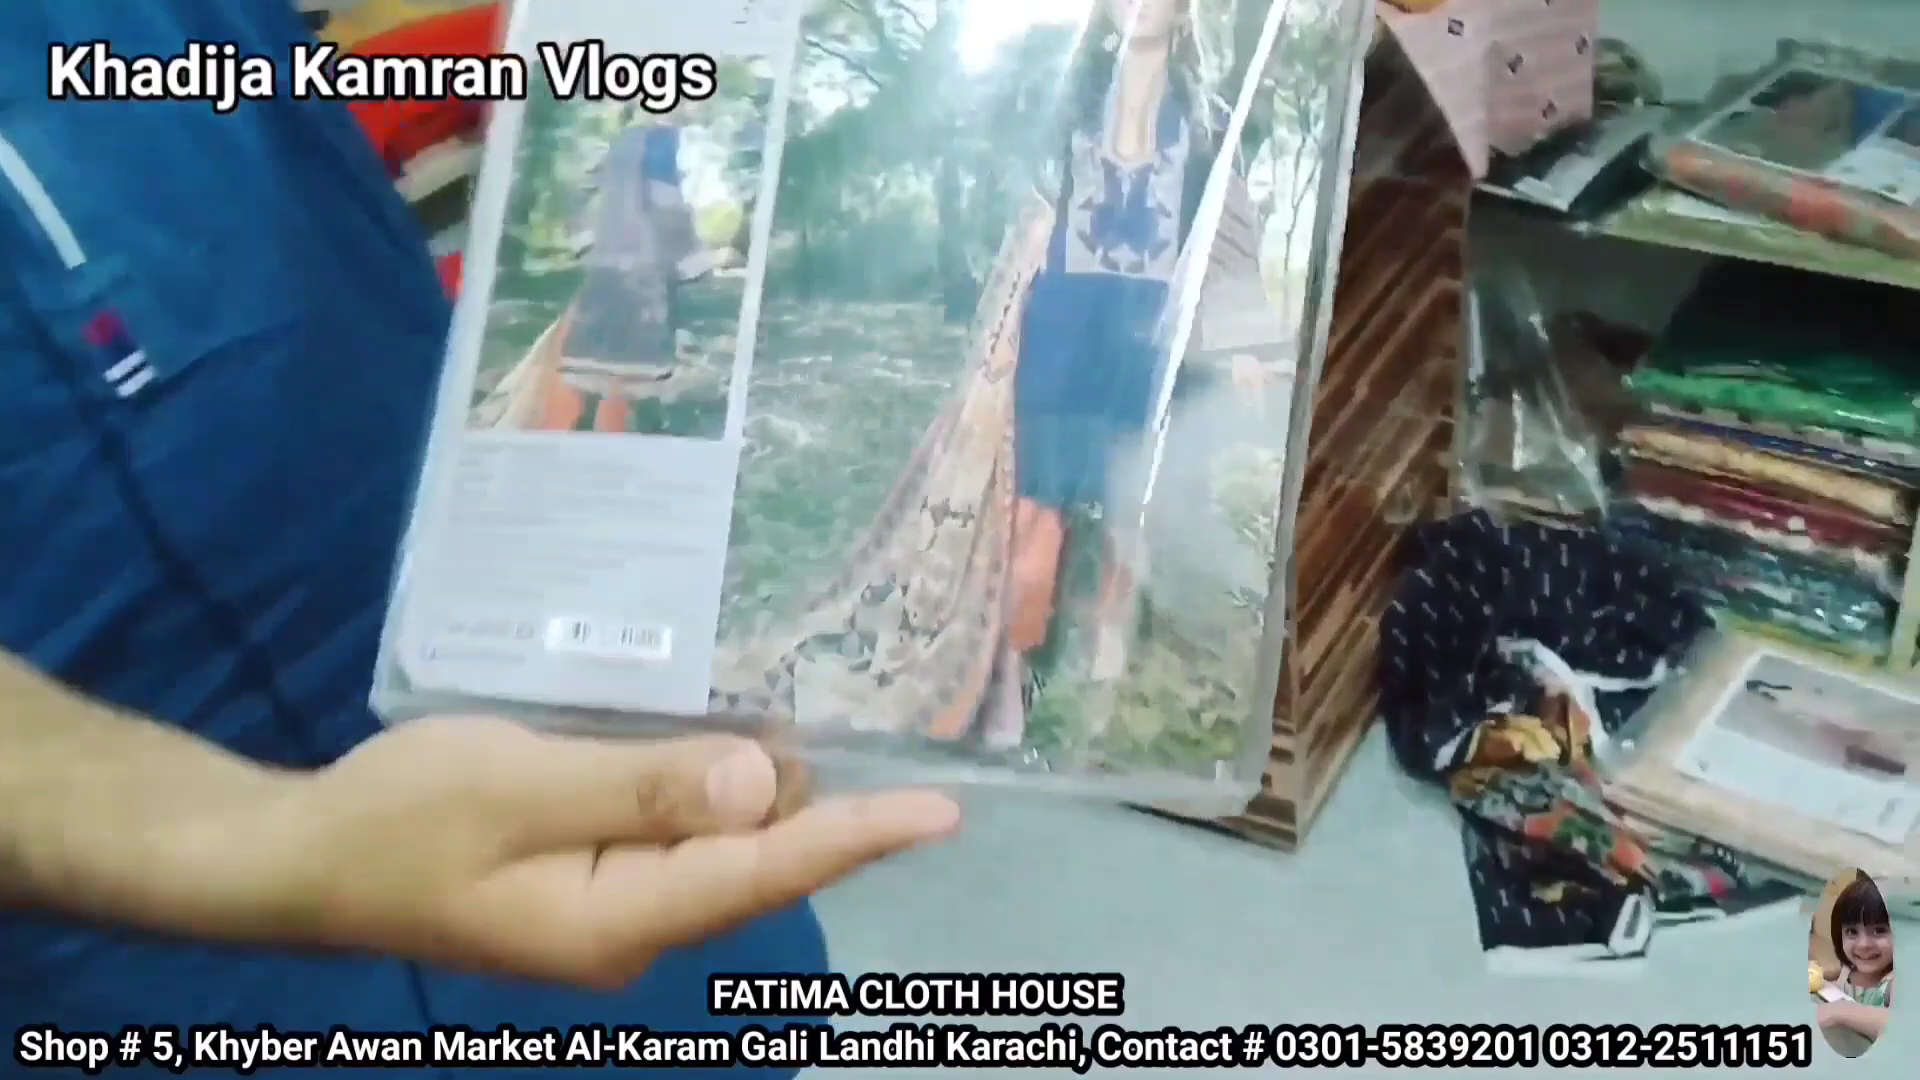 Khadija Kamran Vlogs
FATiMA CLOTH HOUSE
Shop # 5, Khyber Awan Market Al-Karam Gali Landhi Karachi, Contact # 0301-5839201 0312-2511151